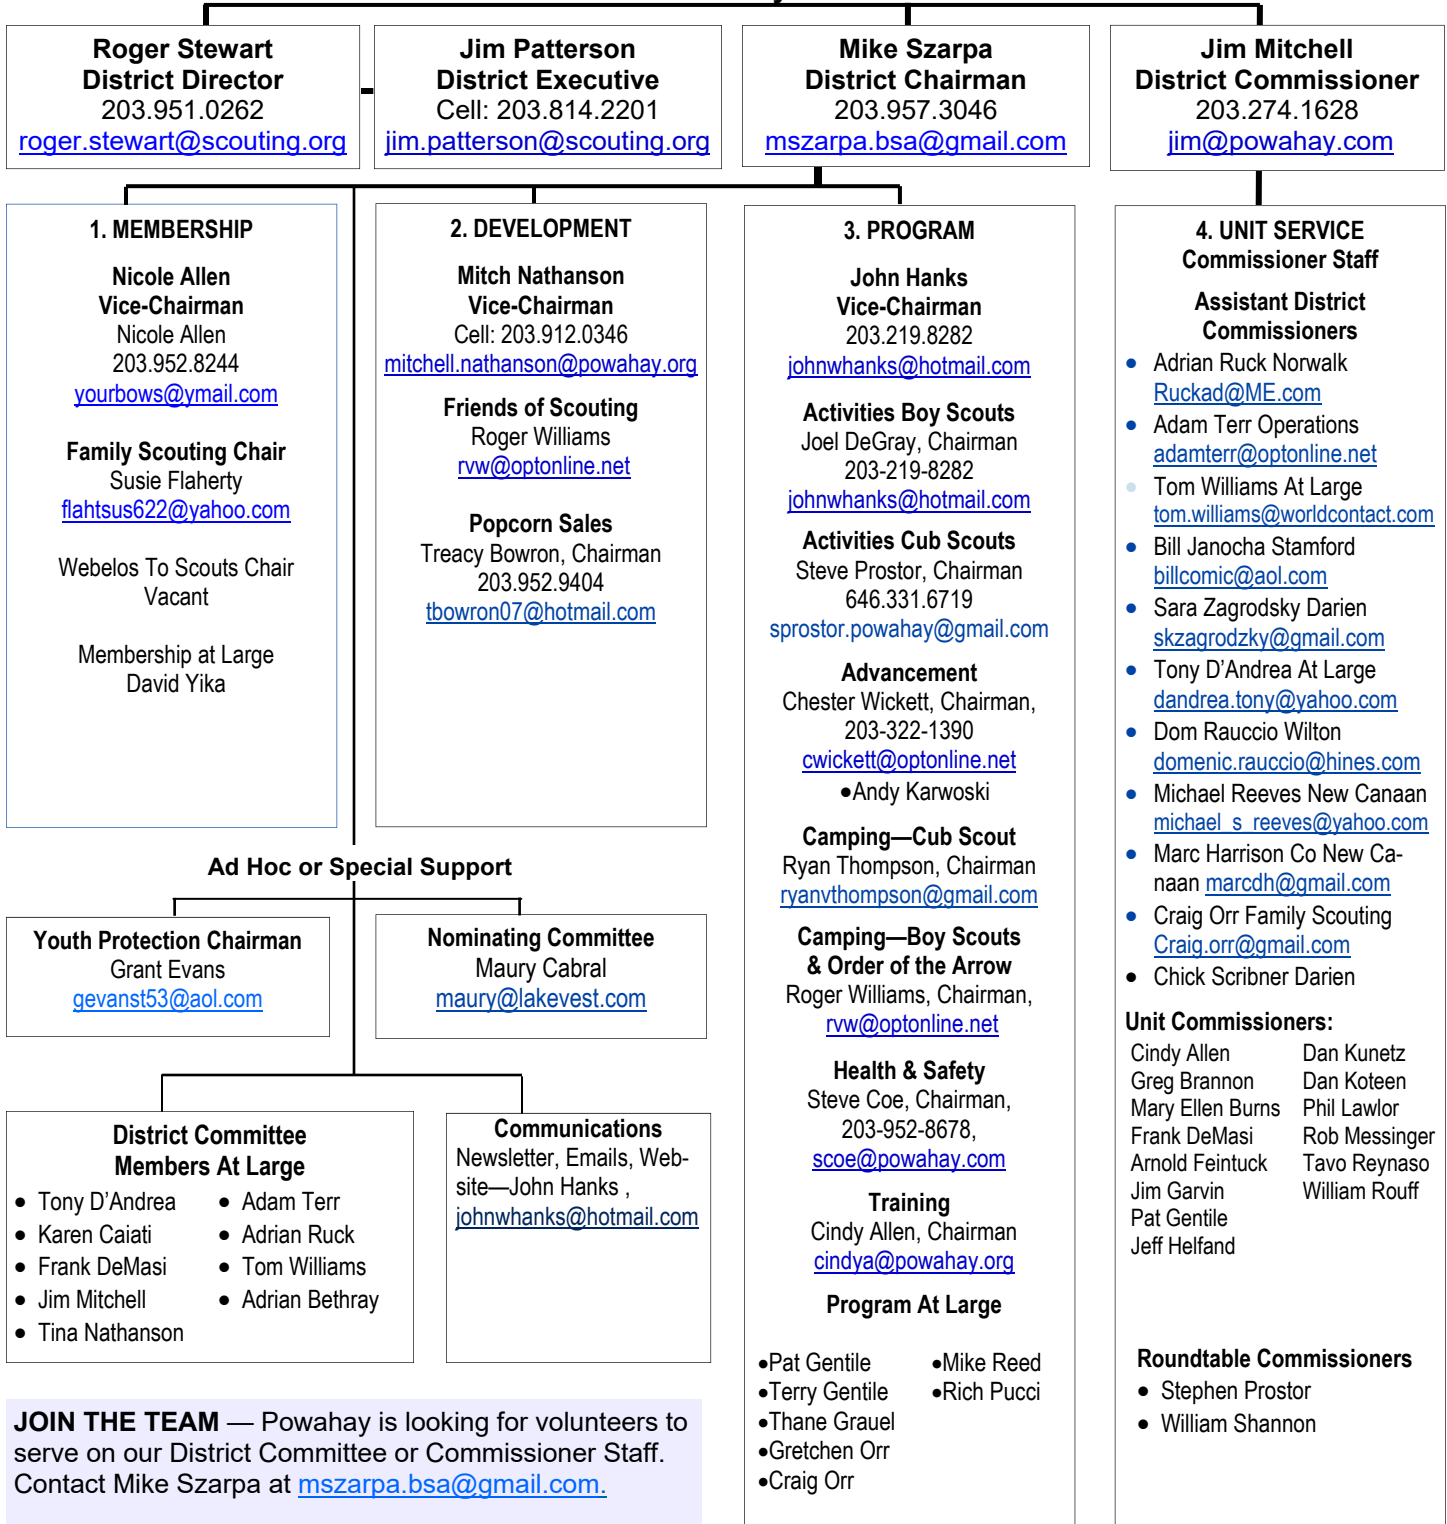 Roger Stewart
District Director
203.951.0262
roger.stewart@scouting.org
Jim Patterson
District Executive
Cell: 203.814.2201
jim.patterson@scouting.org
Mike Szarpa
District Chairman
203.957.3046
mszarpa.bsa@gmail.com
Jim Mitchell
District Commissioner
203.274.1628
jim@powahay.com
1. MEMBERSHIP
Nicole Allen
Vice-Chairman
Nicole Allen
203.952.8244
yourbows@ymail.com
Family Scouting Chair
Susie Flaherty
flahtsus622@yahoo.com
Webelos To Scouts Chair
Vacant
Membership at Large
David Yika
2. DEVELOPMENT
Mitch Nathanson
Vice-Chairman
Cell: 203.912.0346
mitchell.nathanson@powahay.org
Friends of Scouting
Roger Williams
rvw@optonline.net
Popcorn Sales
Treacy Bowron, Chairman
203.952.9404
tbowron07@hotmail.com
3. PROGRAM
John Hanks
Vice-Chairman
203.219.8282
johnwhanks@hotmail.com
Activities Boy Scouts
Joel DeGray, Chairman
203-219-8282
johnwhanks@hotmail.com
Activities Cub Scouts
Steve Prostor, Chairman
646.331.6719
sprostor.powahay@gmail.com
Advancement
Chester Wickett, Chairman,
203-322-1390
cwickett@optonline.net
•Andy Karwoski
Camping—Cub Scout
Ryan Thompson, Chairman
ryanvthompson@gmail.com
Camping—Boy Scouts
& Order of the Arrow
Roger Williams, Chairman,
rvw@optonline.net
Health & Safety
Steve Coe, Chairman,
203-952-8678,
scoe@powahay.com
Training
Cindy Allen, Chairman
cindya@powahay.org
Program At Large
•Pat Gentile
•Terry Gentile
•Thane Grauel
•Gretchen Orr
•Craig Orr
•Mike Reed
•Rich Pucci
4. UNIT SERVICE
Commissioner Staff
Assistant District
Commissioners
• Adrian Ruck Norwalk
Ruckad@ME.com
• Adam Terr Operations
adamterr@optonline.net
• Tom Williams At Large
tom.williams@worldcontact.com
• Bill Janocha Stamford
billcomic@aol.com
• Sara Zagrodsky Darien
skzagrodzky@gmail.com
• Tony D’Andrea At Large
dandrea.tony@yahoo.com
• Dom Rauccio Wilton
domenic.rauccio@hines.com
• Michael Reeves New Canaan
michael_s_reeves@yahoo.com
• Marc Harrison Co New Ca-
naan marcdh@gmail.com
• Craig Orr Family Scouting
Craig.orr@gmail.com
• Chick Scribner Darien
Unit Commissioners:
Cindy Allen
Greg Brannon
Mary Ellen Burns
Frank DeMasi
Arnold Feintuck
Jim Garvin
Pat Gentile
Jeff Helfand
Dan Kunetz
Dan Koteen
Phil Lawlor
Rob Messinger
Tavo Reynaso
William Rouff
Roundtable Commissioners
• Stephen Prostor
• William Shannon
Ad Hoc or Special Support
Youth Protection Chairman
Grant Evans
gevanst53@aol.com
Nominating Committee
Maury Cabral
maury@lakevest.com
District Committee
Members At Large
• Tony D’Andrea
• Karen Caiati
• Frank DeMasi
• Jim Mitchell
• Tina Nathanson
• Adam Terr
• Adrian Ruck
• Tom Williams
• Adrian Bethray
Communications
Newsletter, Emails, Web-
site—John Hanks ,
johnwhanks@hotmail.com
JOIN THE TEAM — Powahay is looking for volunteers to
serve on our District Committee or Commissioner Staff.
Contact Mike Szarpa at mszarpa.bsa@gmail.com.